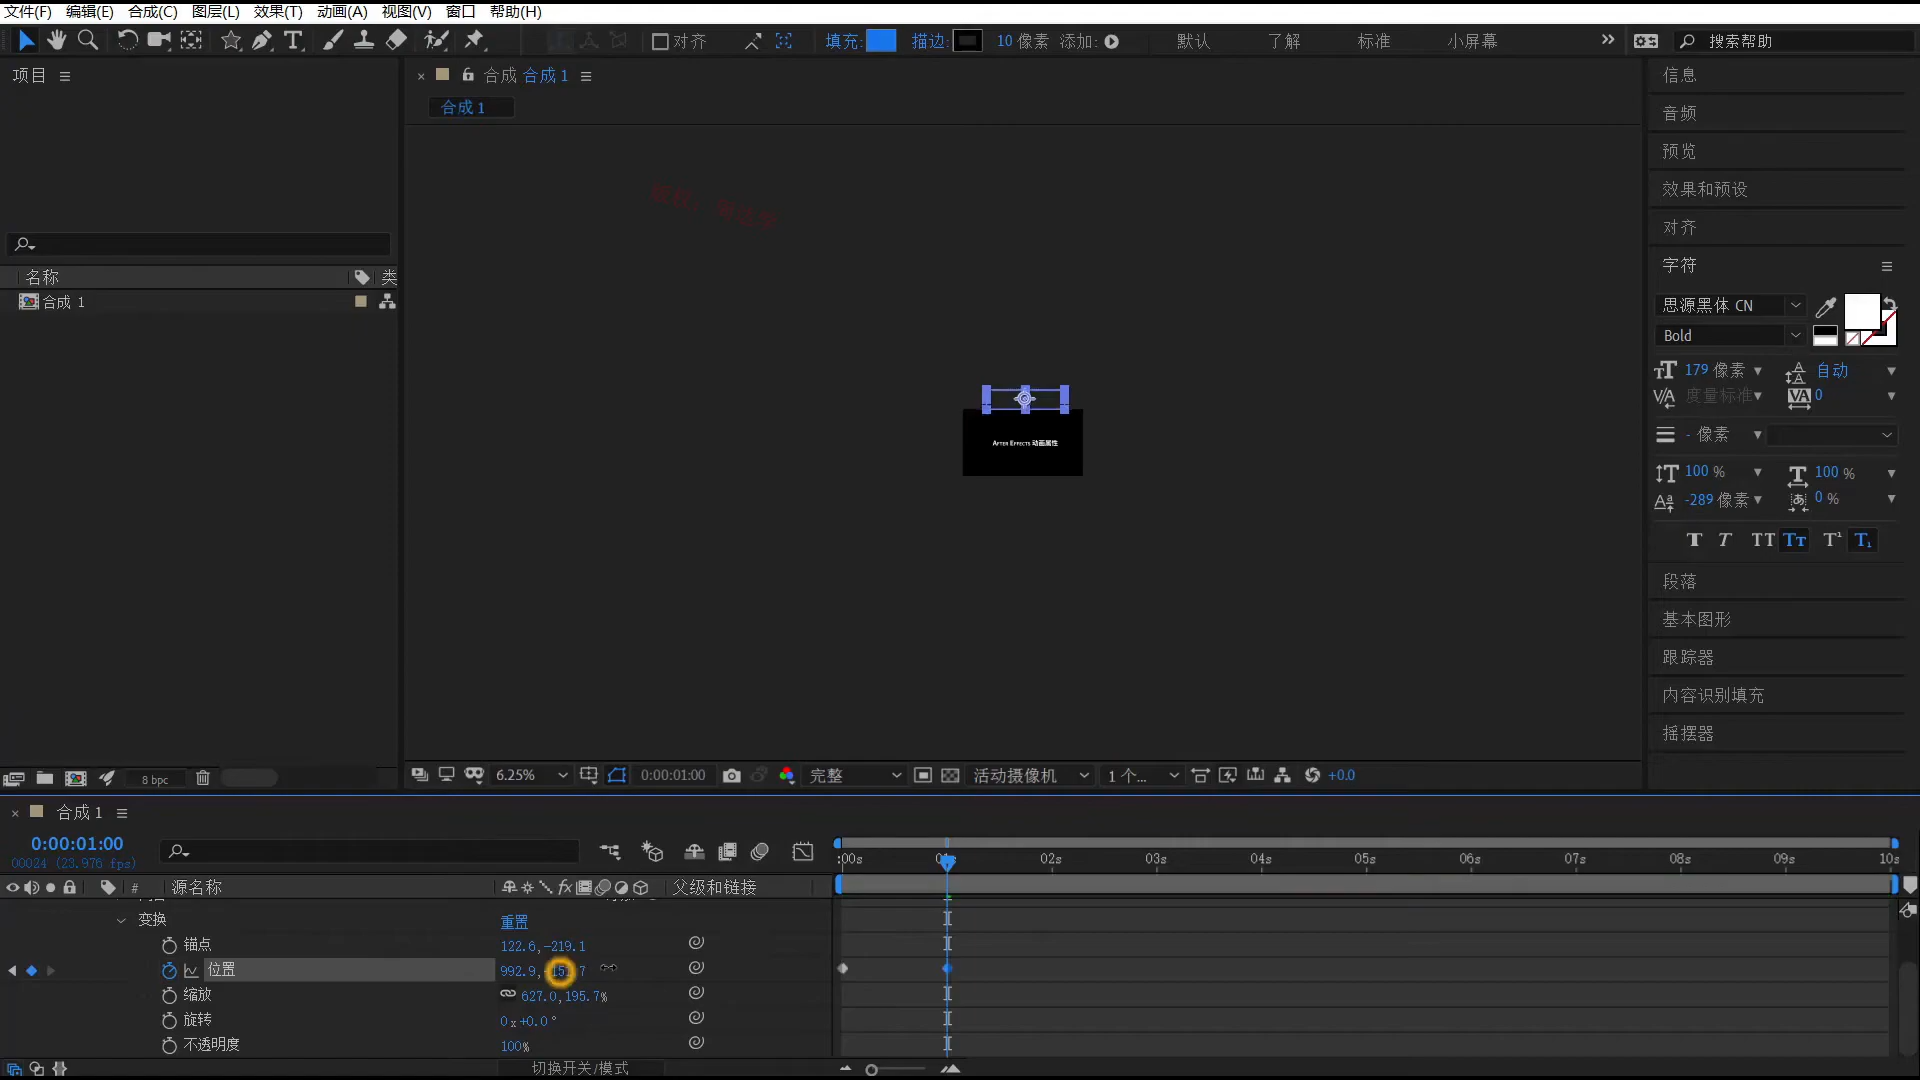 文件(F) 编辑(E) 合成(C) 图层(L) 效果(T) 动画(A) 视图(V) 窗口 帮助(H)
对齐 填充: 描边: 10 像素 添加: 默认 了解 标准 小屏幕 搜索帮助
项目
合成 合成 1
合成 1
名称 类
合成 1
After Effects 动画属性
信息
音频
预览
效果和预设
对齐
字符
思源黑体 CN
Bold
179 像素 自动
度量标准 0
- 像素
100 % 100 %
-289 像素 0 %
段落
基本图形
跟踪器
内容识别填充
摇摆器
8 bpc
6.25% 0:00:01:00 完整 活动摄像机 1 个... +0.0
合成 1
0:00:01:00
00024 (23.976 fps)
:00s 02s 03s 04s 05s 06s 07s 08s 09s 10s
# 源名称 父级和链接
变换 重置
锚点 122.6,-219.1
位置 992.9,
缩放 627.0,195.7%
旋转 0x+0.0°
不透明度 100%
切换开关/模式